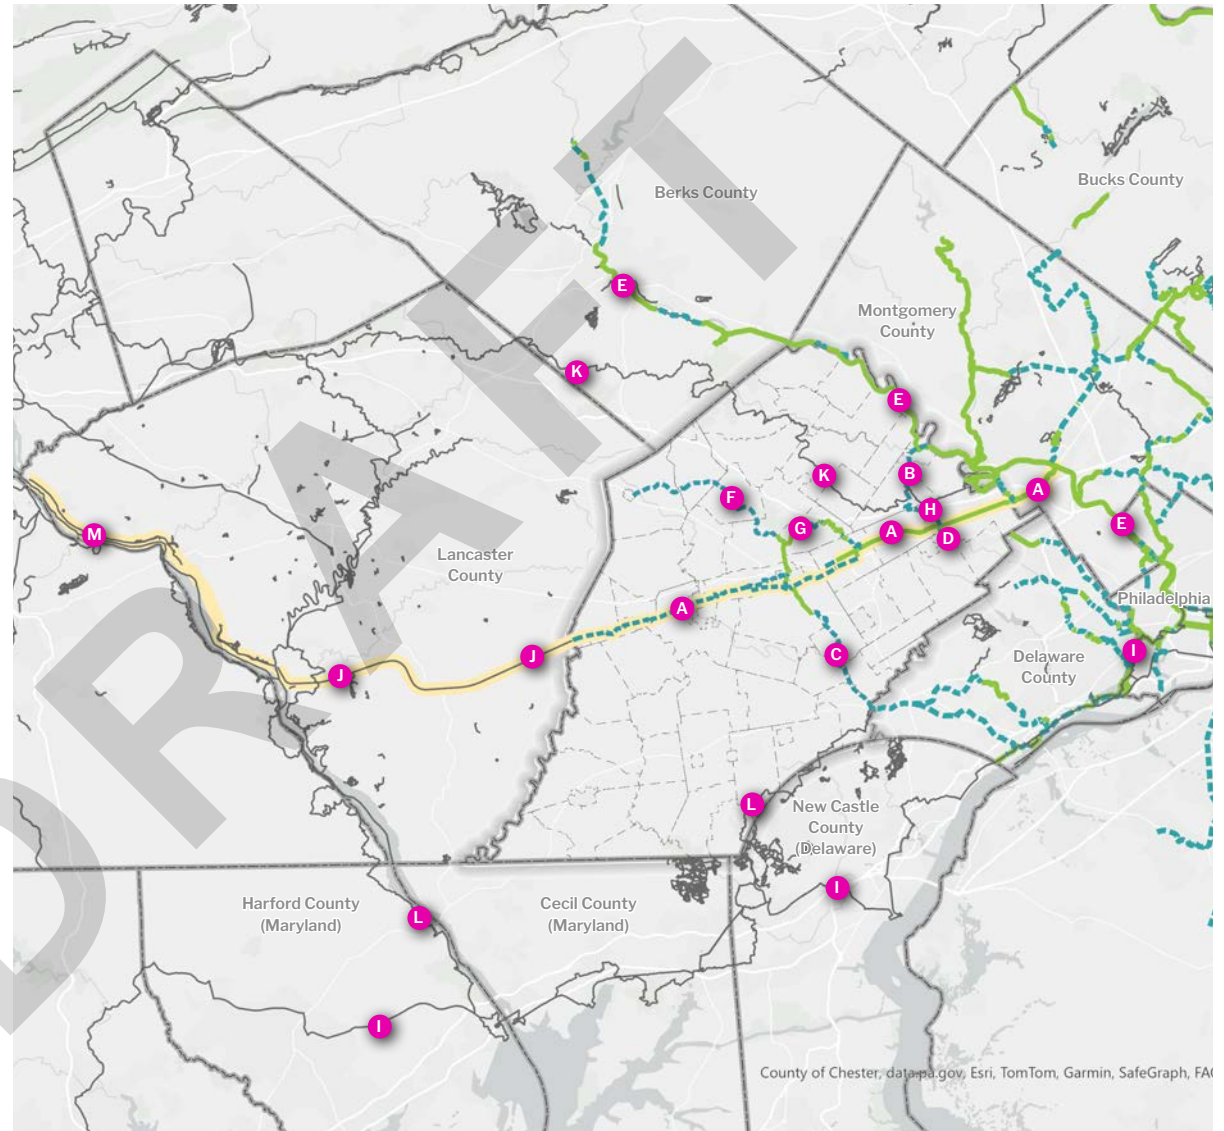 DRAFT
Berks County
Bucks County
E
Montgomery
County
K
E
B
K
A
F
H
G
A
D
E
M
Lancaster
County
A
Philadelphia
J
J
C
Delaware
County
I
L
New Castle
County
(Delaware)
I
Harford County
(Maryland)
L
Cecil County
(Maryland)
I
County of Chester, data.pa.gov, Esri, TomTom, Garmin, SafeGraph, FAO